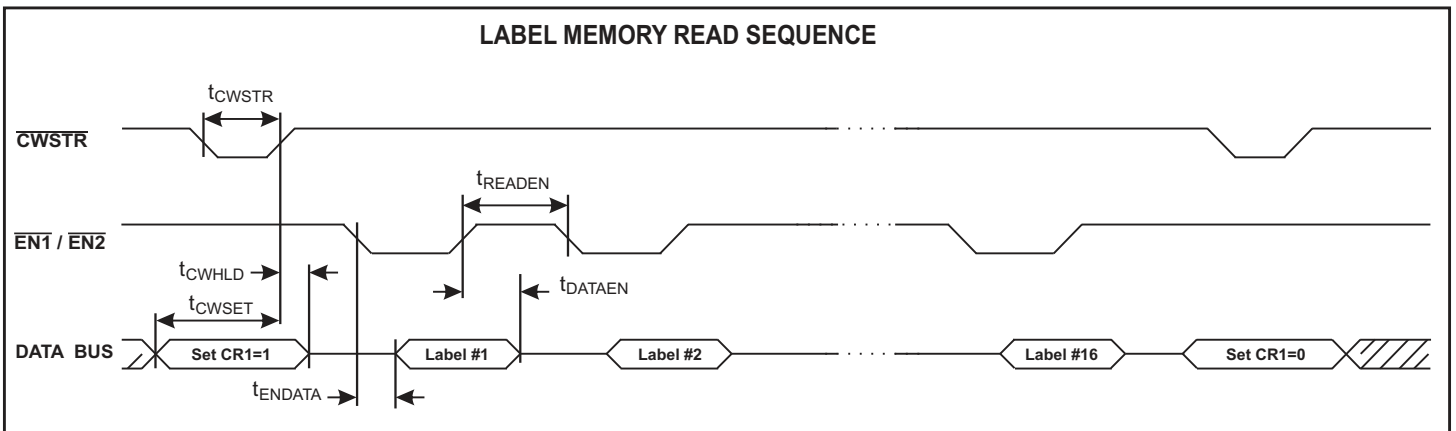 LABEL MEMORY READ SEQUENCE
tCWSTR
CWSTR
tREADEN
EN1 / EN2
tCWHLD
tDATAEN
tCWSET
DATA BUS
Set CR1=1
Label #1
Label #2
Label #16
Set CR1=0
tENDATA